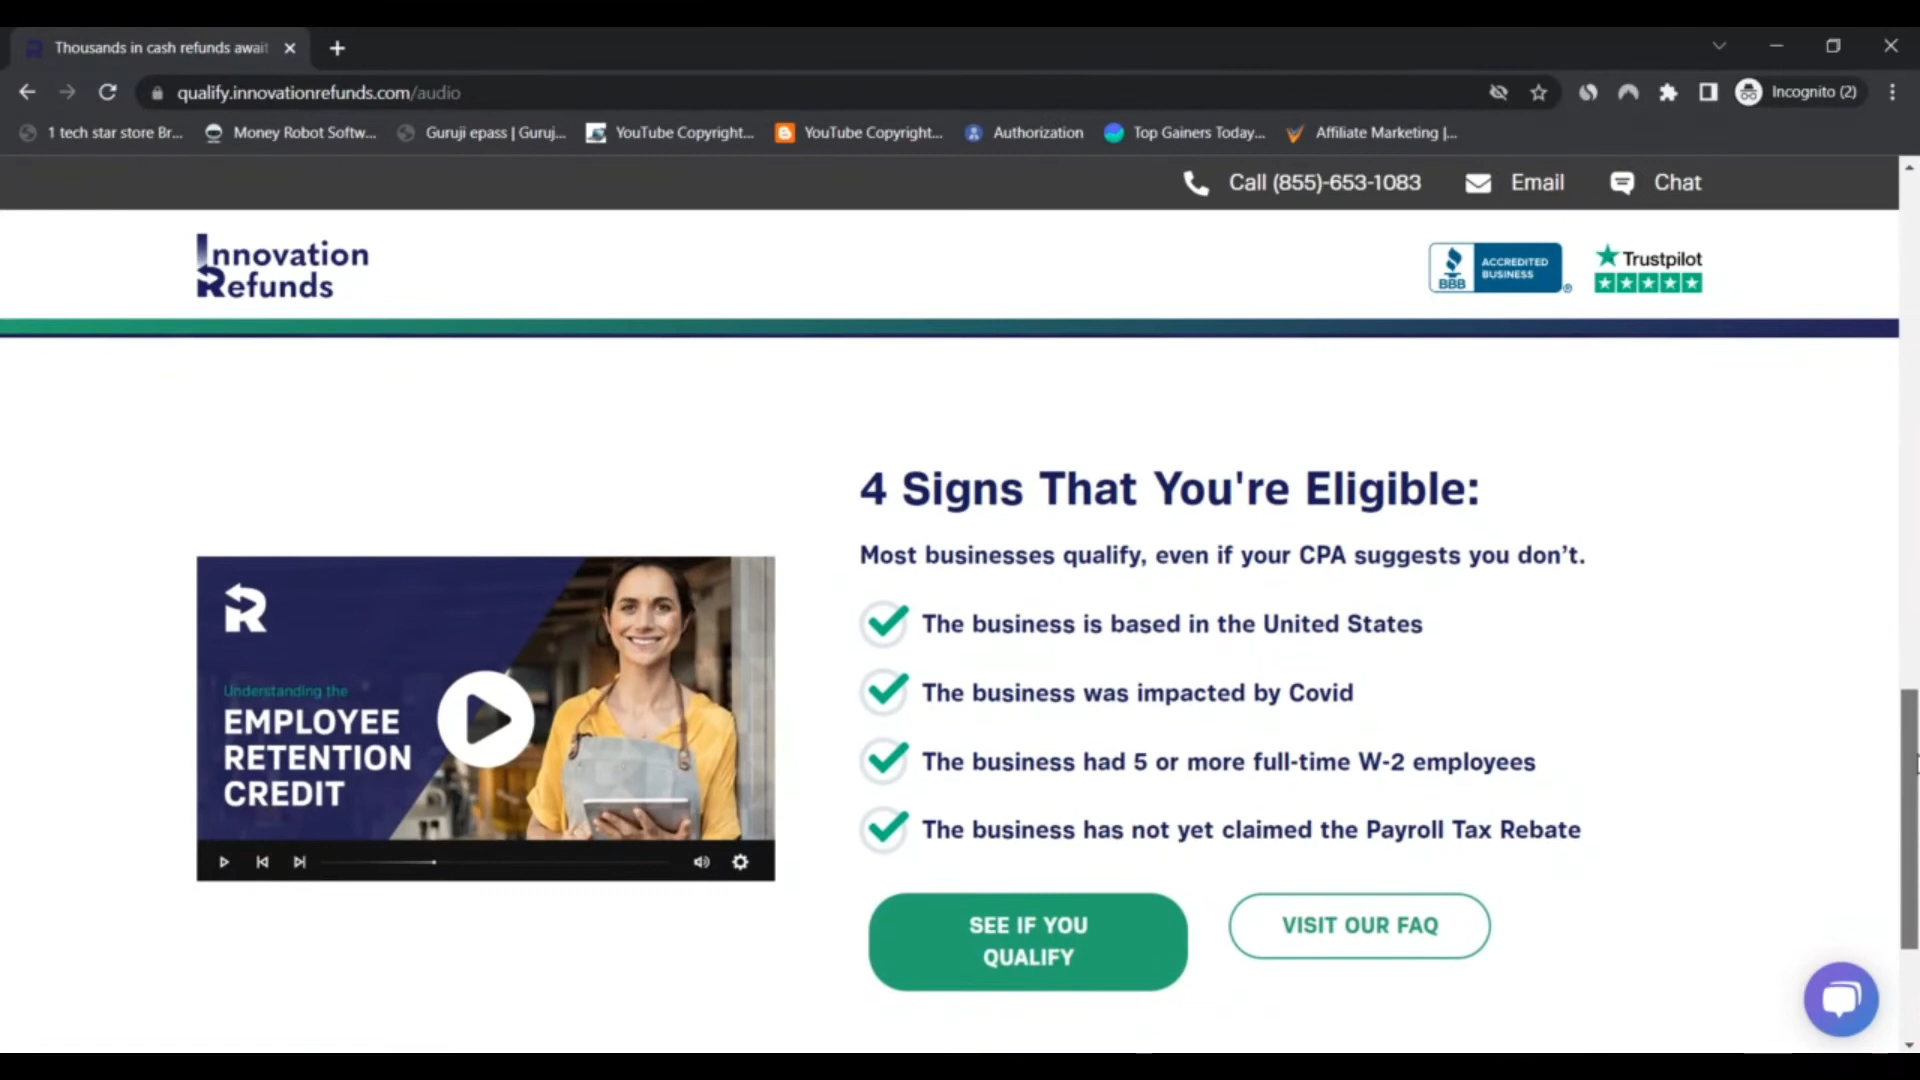 Thousands in cash refunds await
qualify.innovationrefunds.com/audio
Incognito (2)
1 tech star store Br...
Money Robot Softw...
Guruji epass | Guruj...
YouTube Copyright...
YouTube Copyright...
Authorization
Top Gainers Today...
Affiliate Marketing |...
Call (855)-653-1083
Email
Chat
Innovation
Refunds
BBB
ACCREDITED
BUSINESS
Trustpilot
4 Signs That You're Eligible:
Most businesses qualify, even if your CPA suggests you don’t.
The business is based in the United States
The business was impacted by Covid
The business had 5 or more full-time W-2 employees
The business has not yet claimed the Payroll Tax Rebate
Understanding the
EMPLOYEE
RETENTION
CREDIT
SEE IF YOU
QUALIFY
VISIT OUR FAQ